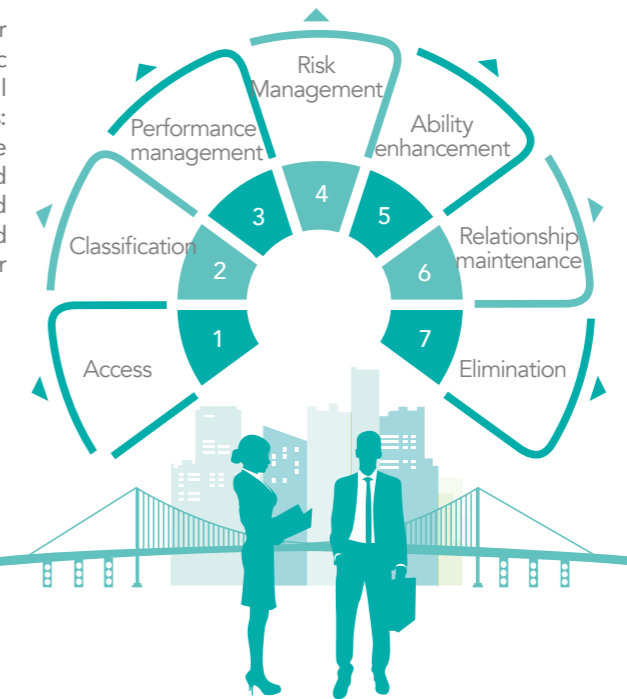 r
c
l
:
e
d
d
d
r
Access
1
Classification
2
Performance
management
3
Risk
Management
4
Ability
enhancement
5
Relationship
maintenance
6
Elimination
7